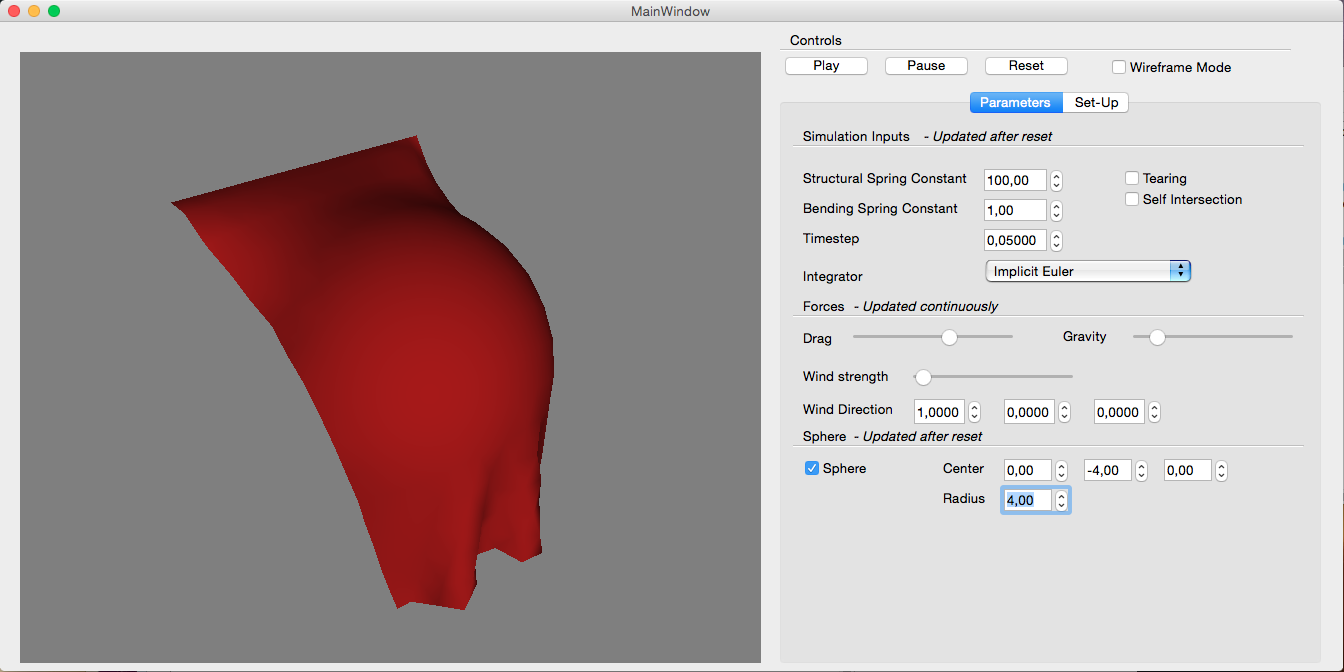 MainWindow
Controls
Play Pause Reset Wireframe Mode
Parameters Set-Up
Simulation Inputs - Updated after reset
Structural Spring Constant 100,00 Tearing
Bending Spring Constant 1,00 Self Intersection
Timestep 0,05000
Integrator Implicit Euler
Forces - Updated continuously
Drag Gravity
Wind strength
Wind Direction 1,0000 0,0000 0,0000
Sphere - Updated after reset
Sphere Center 0,00 -4,00 0,00
Radius 4,00